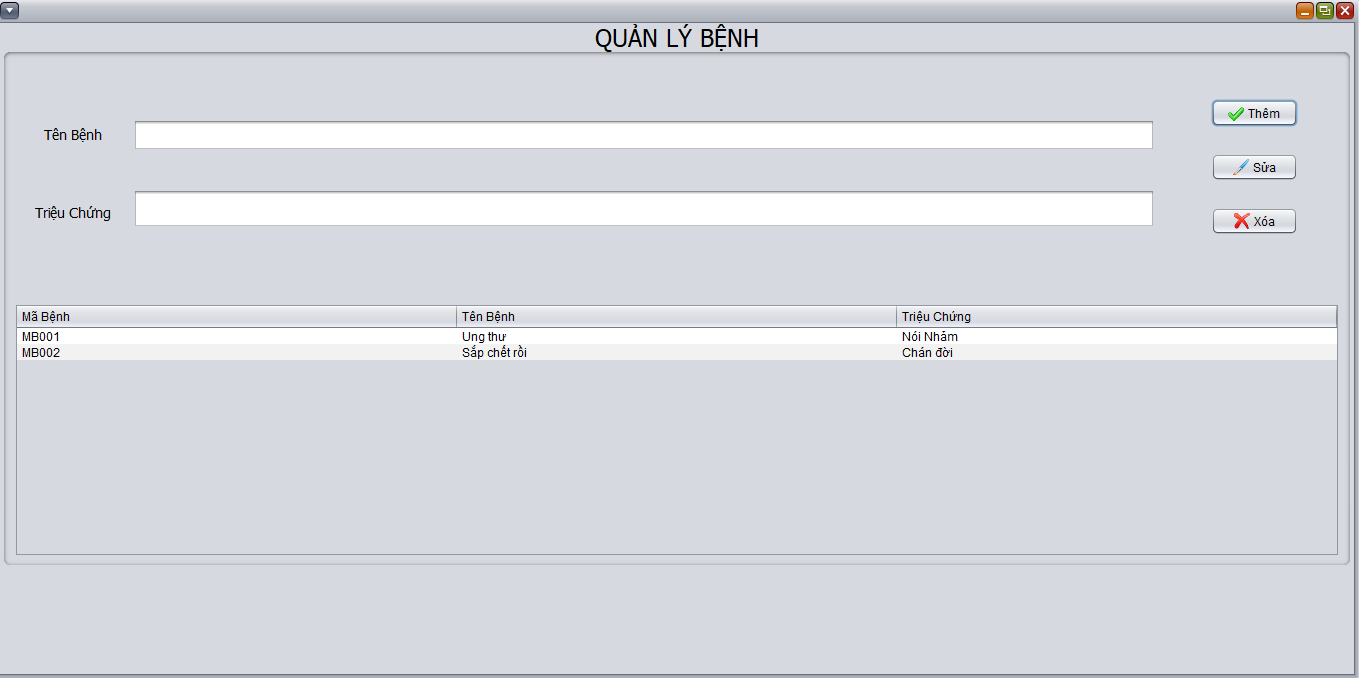 QUẢN LÝ BỆNH
Tên Bệnh
Thêm
Sửa
Triệu Chứng
Xóa
Mã Bệnh Tên Bệnh Triệu Chứng
MB001 Ung thư Nói Nhảm
MB002 Sắp chết rồi Chán đời